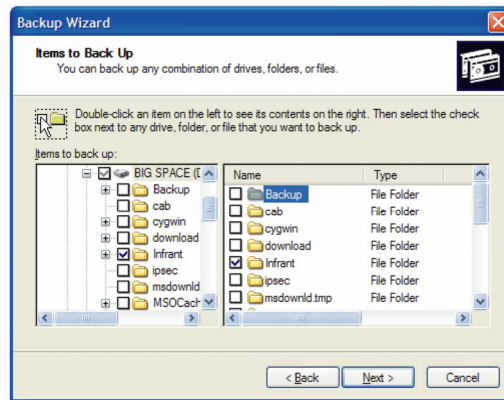 Backup Wizard
Items to Back Up
You can back up any combination of drives, folders, or files.
Double-click an item on the left to see its contents on the right. Then select the check
box next to any drive, folder, or file that you want to back up.
Items to back up:
BIG SPACE (
Backup
cab
cygwin
download
Infrant
ipsec
msdownld
MSOCach
Name Type
Backup File Folder
cab File Folder
cygwin File Folder
download File Folder
Infrant File Folder
ipsec File Folder
msdownld.tmp File Folder
< Back Next > Cancel